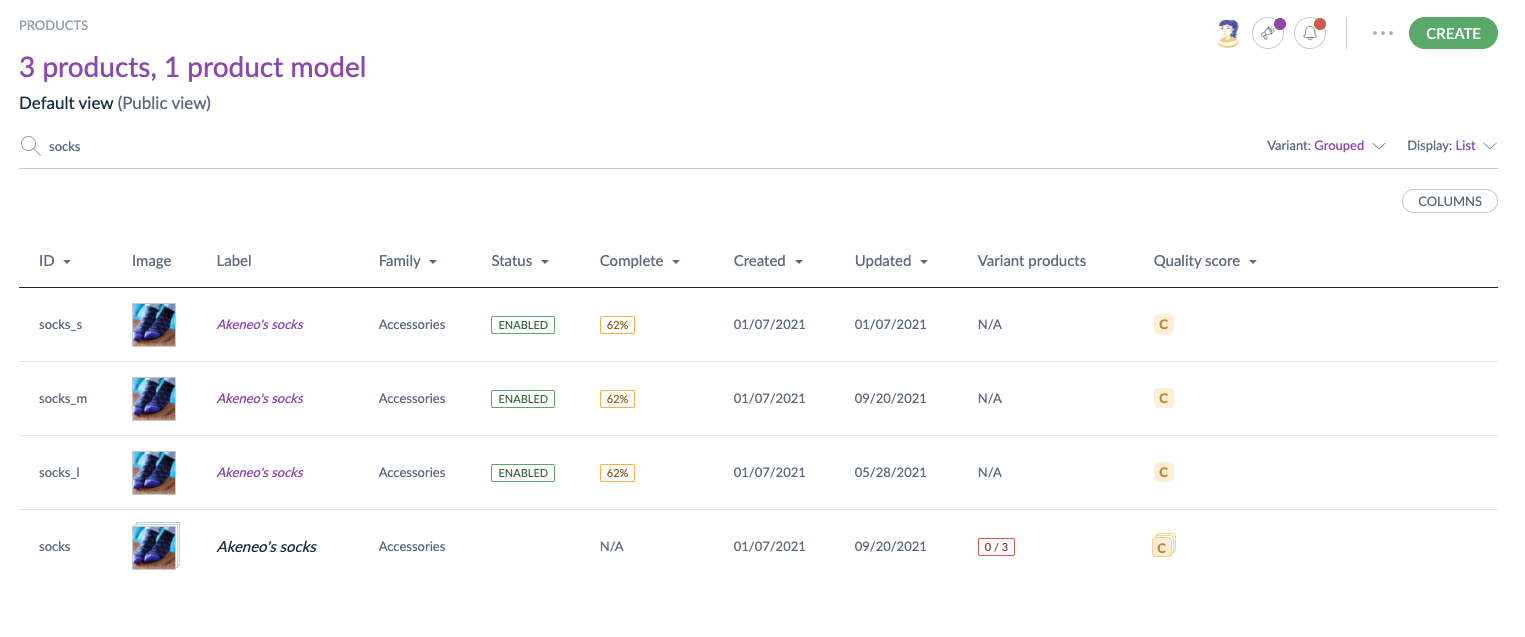 PRODUCTS
CREATE
3 products, 1 product model
Default view (Public view)
socks
Variant: Grouped Display: List
COLUMNS
ID Image Label Family Status Complete Created Updated Variant products Quality score
socks_s Akeneo's socks Accessories ENABLED 62% 01/07/2021 01/07/2021 N/A C
socks_m Akeneo's socks Accessories ENABLED 62% 01/07/2021 09/20/2021 N/A C
socks_l Akeneo's socks Accessories ENABLED 62% 01/07/2021 05/28/2021 N/A C
socks Akeneo's socks Accessories N/A 01/07/2021 09/20/2021 0 / 3 C